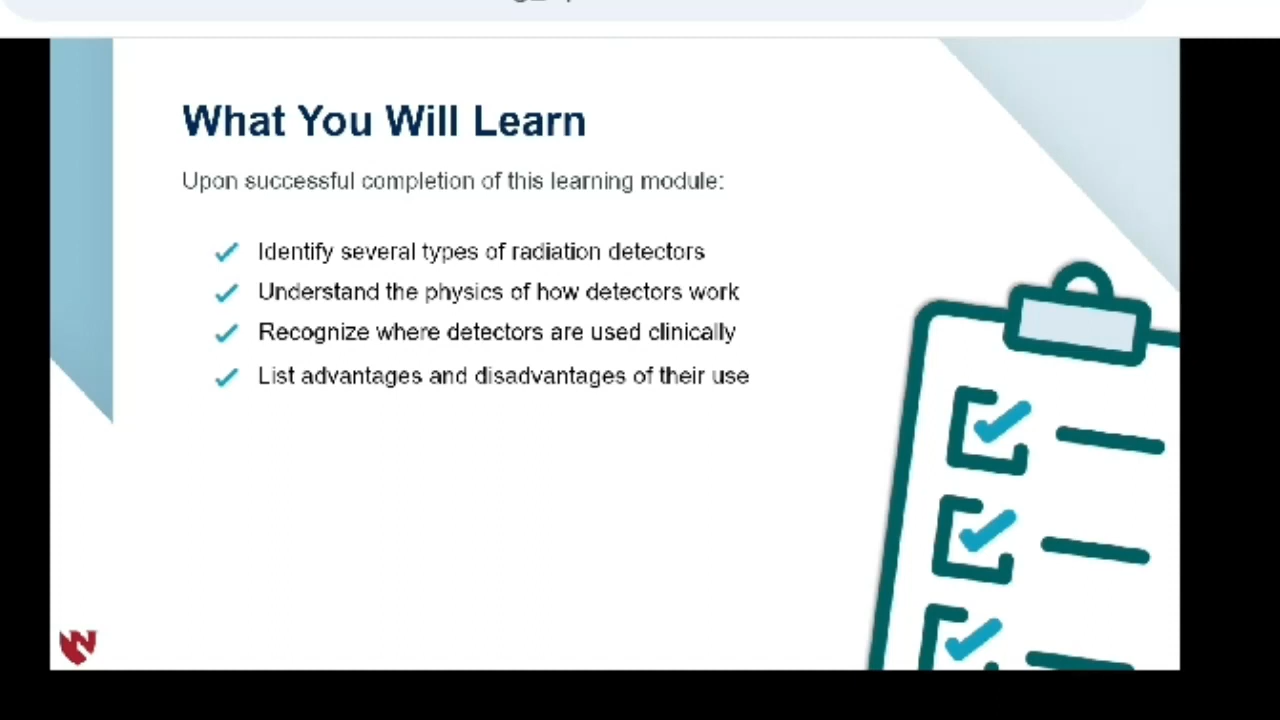 What You Will Learn
Upon successful completion of this learning module:
Identify several types of radiation detectors
Understand the physics of how detectors work
Recognize where detectors are used clinically
List advantages and disadvantages of their use